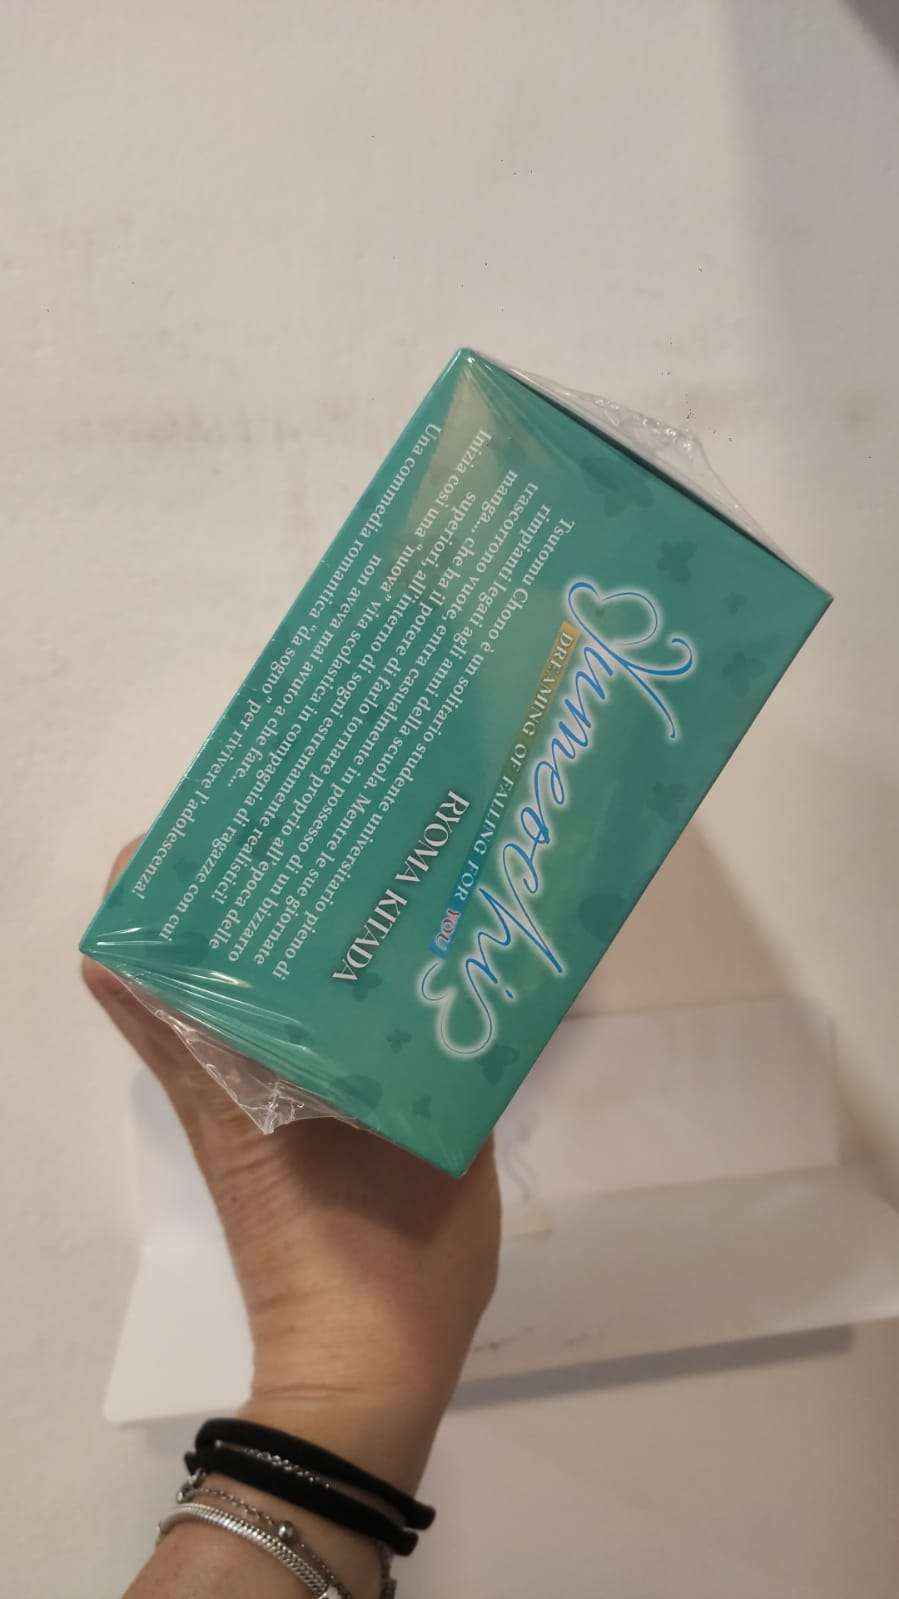 Yumeochi
DREAMING OF FALLING FOR YOU
RYOMA KITADA
Tsutomu Chono è un solitario studente universitario pieno di
rimpianti legati agli anni della scuola. Mentre le sue giornate
trascorrono vuote, entra casualmente in possesso di un bizzarro
manga... che ha il potere di farlo tornare proprio all'epoca delle
superiori, all'interno di sogni estremamente realistici!
Inizia così una "nuova" vita scolastica in compagnia di ragazze con cui
non aveva mai avuto a che fare...
Una commedia romantica "da sogno" per rivivere l'adolescenza!